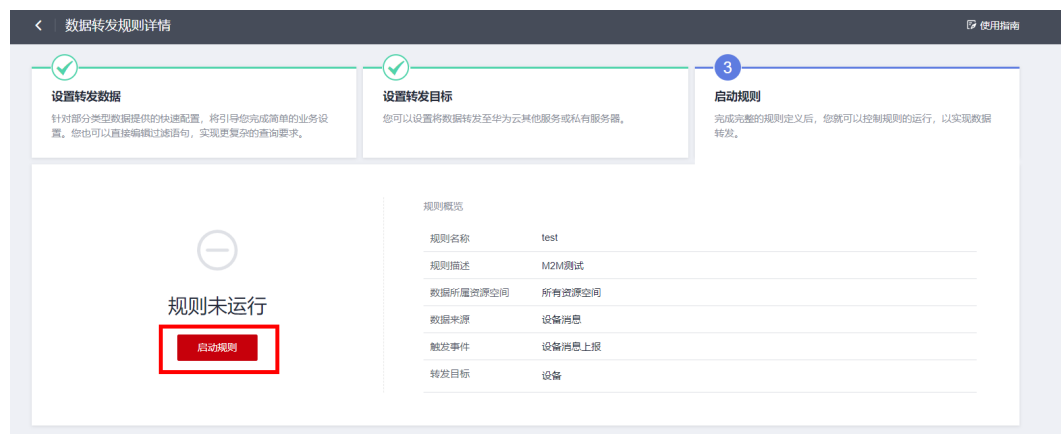 数据转发规则详情
使用指南
设置转发数据
针对部分类型数据提供的快速配置，将引导您完成简单的业务设
置。您也可以直接编辑过滤语句，实现更复杂的查询要求。
设置转发目标
您可以设置将数据转发至华为云其他服务或私有服务器。
3
启动规则
完成完整的规则定义后，您就可以控制规则的运行，以实现数据
转发。
规则未运行
启动规则
规则概览
规则名称 test
规则描述 M2M测试
数据所属资源空间 所有资源空间
数据来源 设备消息
触发事件 设备消息上报
转发目标 设备